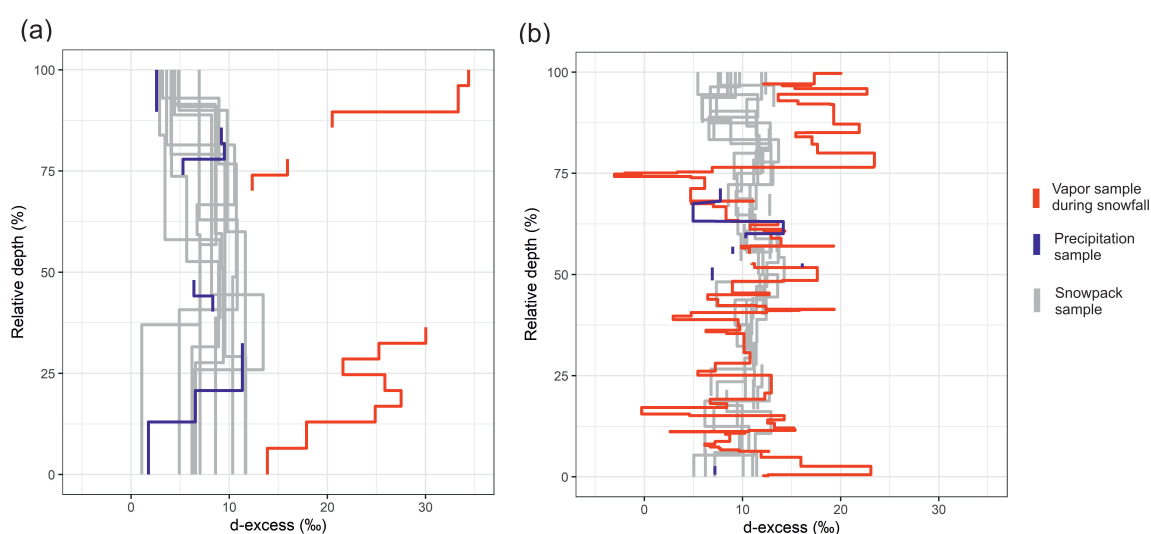 (a)
(b)
100
75
50
25
0
Relative depth (%)
0
10
20
30
d-excess (‰)
100
75
50
25
0
Relative depth (%)
0
10
20
30
d-excess (‰)
Vapor sample
during snowfall
Precipitation
sample
Snowpack
sample